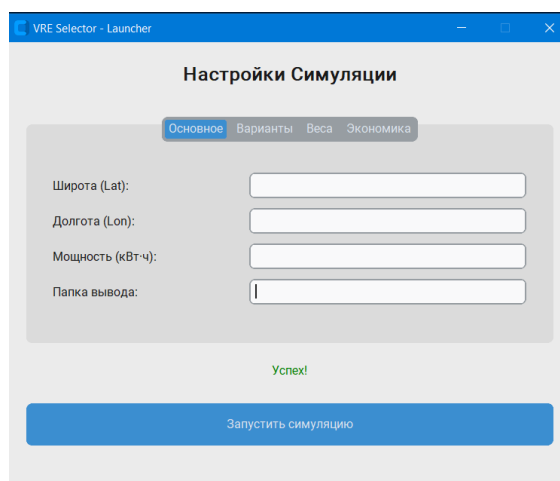 VRE Selector - Launcher
Настройки Симуляции
Основное Варианты Веса Экономика
Широта (Lat):
Долгота (Lon):
Мощность (кВт·ч):
Папка вывода:
Успех!
Запустить симуляцию